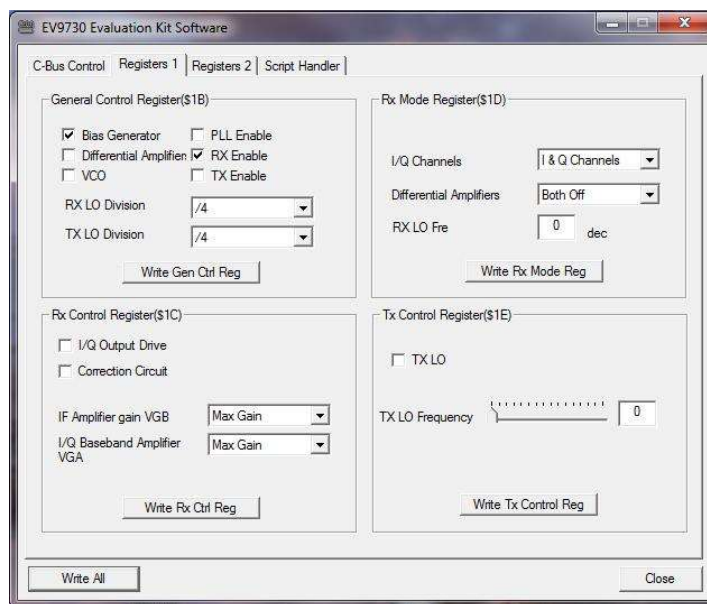 EV9730 Evaluation Kit Software
C-Bus Control Registers 1 Registers 2 Script Handler
General Control Register($1B)
Bias Generator PLL Enable
Differential Amplifien RX Enable
VCO TX Enable
RX LO Division /4
TX LO Division /4
Write Gen Ctrl Reg
Rx Mode Register($1D)
I/Q Channels I & Q Channels
Differential Amplifiers Both Off
RX LO Fre 0 dec
Write Rx Mode Reg
Rx Control Register($1C)
I/Q Output Drive
Correction Circuit
IF Amplifier gain VGB Max Gain
I/Q Baseband Amplifier Max Gain
VGA
Write Rx Ctrl Reg
Tx Control Register($1E)
TX LO
TX LO Frequency 0
Write Tx Control Reg
Write All Close